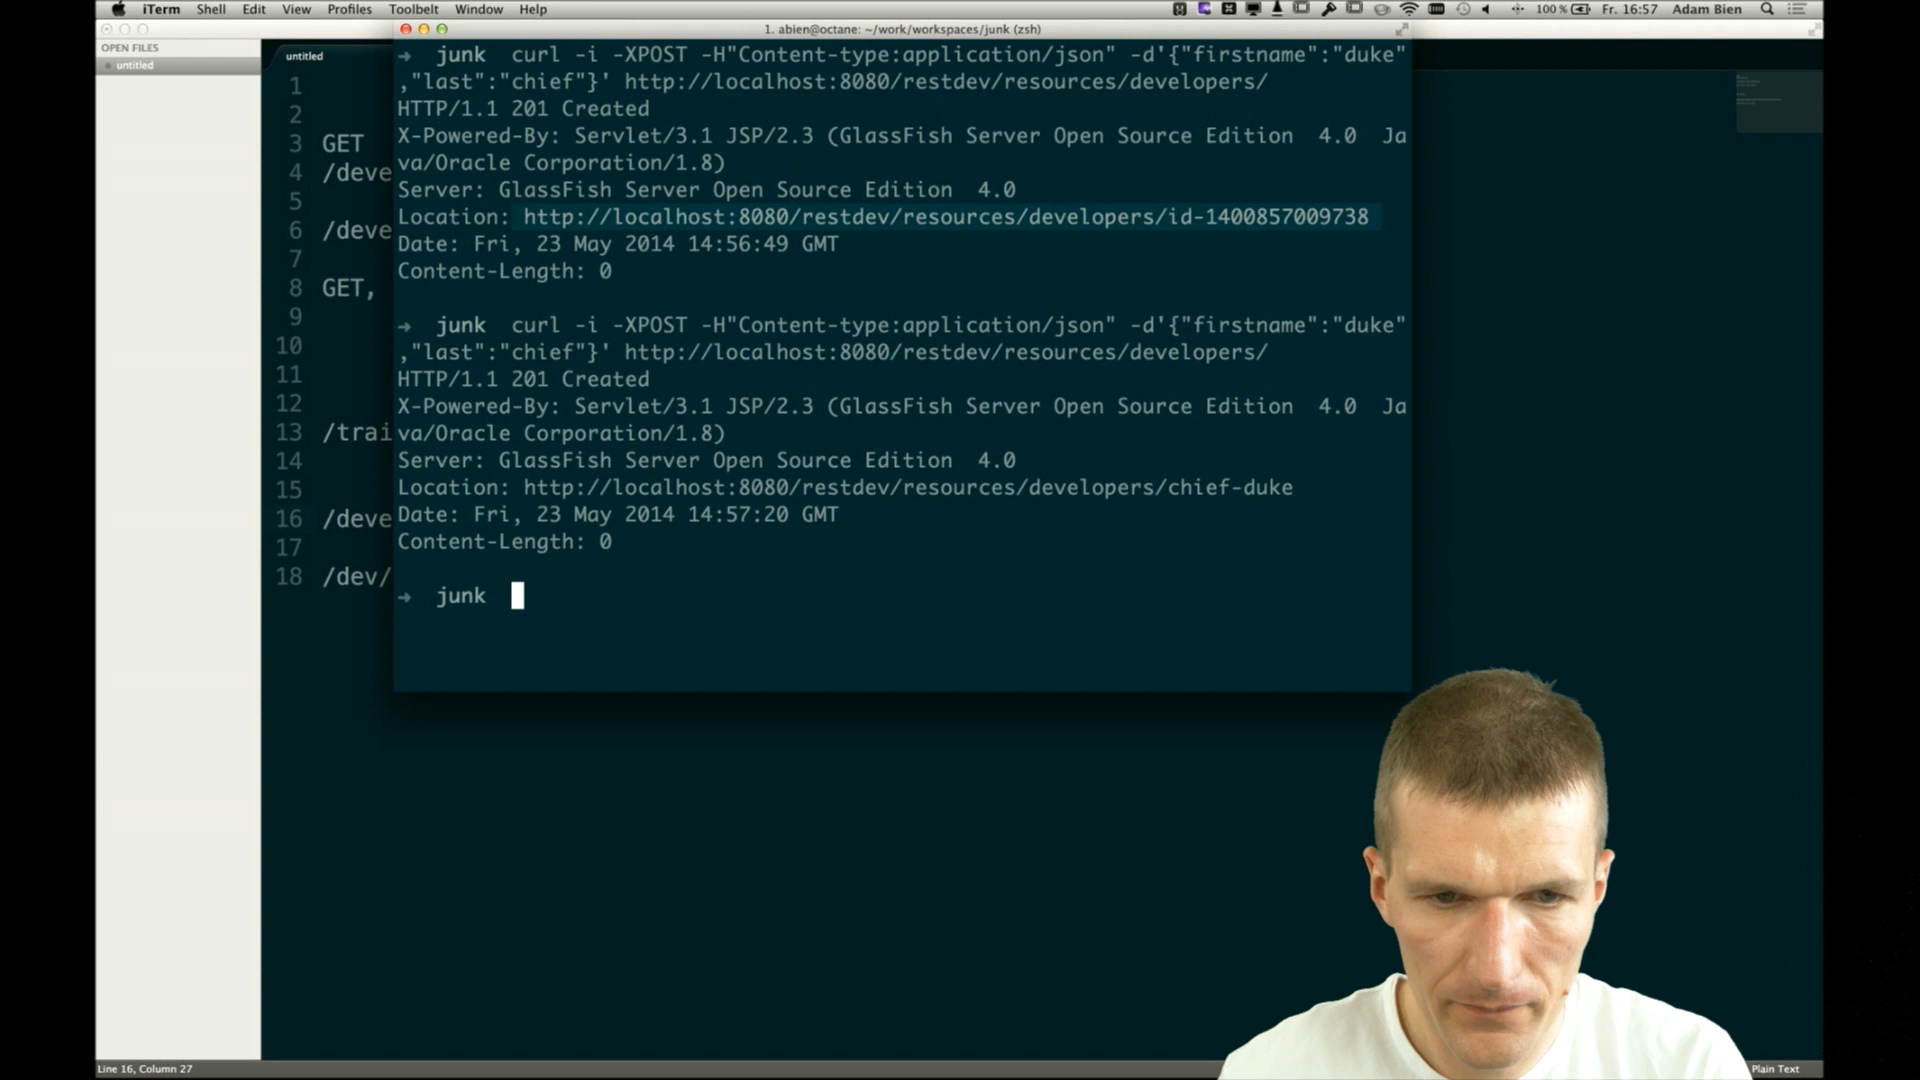 iTerm Shell Edit View Profiles Toolbelt Window Help 100% Fr. 16:57 Adam Bien
1. abien@octane: ~/work/workspaces/junk (zsh)
OPEN FILES
untitled
untitled
1
2
3 GET
4 /deve
5
6 /deve
7
8 GET,
9
10
11
12
13 /trai
14
15
16 /deve
17
18 /dev/
→ junk curl -i -XPOST -H"Content-type:application/json" -d'{"firstname":"duke"
,"last":"chief"}' http://localhost:8080/restdev/resources/developers/
HTTP/1.1 201 Created
X-Powered-By: Servlet/3.1 JSP/2.3 (GlassFish Server Open Source Edition  4.0  Ja
va/Oracle Corporation/1.8)
Server: GlassFish Server Open Source Edition  4.0
Location: http://localhost:8080/restdev/resources/developers/id-1400857009738
Date: Fri, 23 May 2014 14:56:49 GMT
Content-Length: 0
→ junk curl -i -XPOST -H"Content-type:application/json" -d'{"firstname":"duke"
,"last":"chief"}' http://localhost:8080/restdev/resources/developers/
HTTP/1.1 201 Created
X-Powered-By: Servlet/3.1 JSP/2.3 (GlassFish Server Open Source Edition  4.0  Ja
va/Oracle Corporation/1.8)
Server: GlassFish Server Open Source Edition  4.0
Location: http://localhost:8080/restdev/resources/developers/chief-duke
Date: Fri, 23 May 2014 14:57:20 GMT
Content-Length: 0
→ junk
Line 16, Column 27
Plain Text